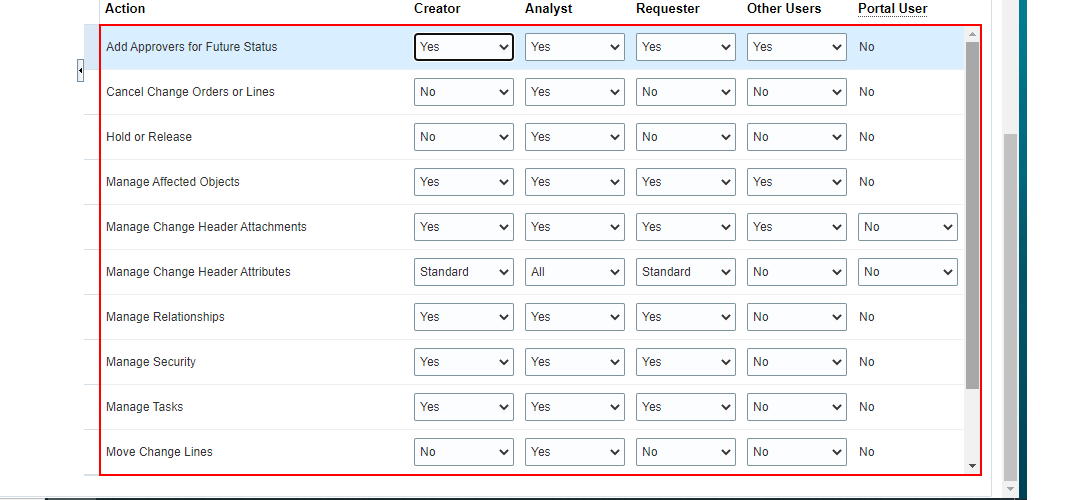 Action Creator Analyst Requester Other Users Portal User
Add Approvers for Future Status Yes Yes Yes Yes No
Cancel Change Orders or Lines No Yes No No No
Hold or Release No Yes No No No
Manage Affected Objects Yes Yes Yes Yes No
Manage Change Header Attachments Yes Yes Yes Yes No
Manage Change Header Attributes Standard All Standard No No
Manage Relationships Yes Yes Yes No No
Manage Security Yes Yes Yes No No
Manage Tasks Yes Yes Yes No No
Move Change Lines No Yes No No No